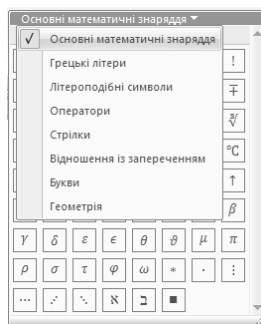 Основні математичні знаряддя
✓ Основні математичні знаряддя
Грецькі літери !
Літероподібні символи ∓
Оператори ∛
Стрілки °C
Відношення із запереченням ↑
Букви β
Геометрія
γ δ ε ϵ θ ϑ μ π
ρ σ τ φ ω ∗ · ⋮
⋯ ⋰ ⋱ ℵ ℶ ∎